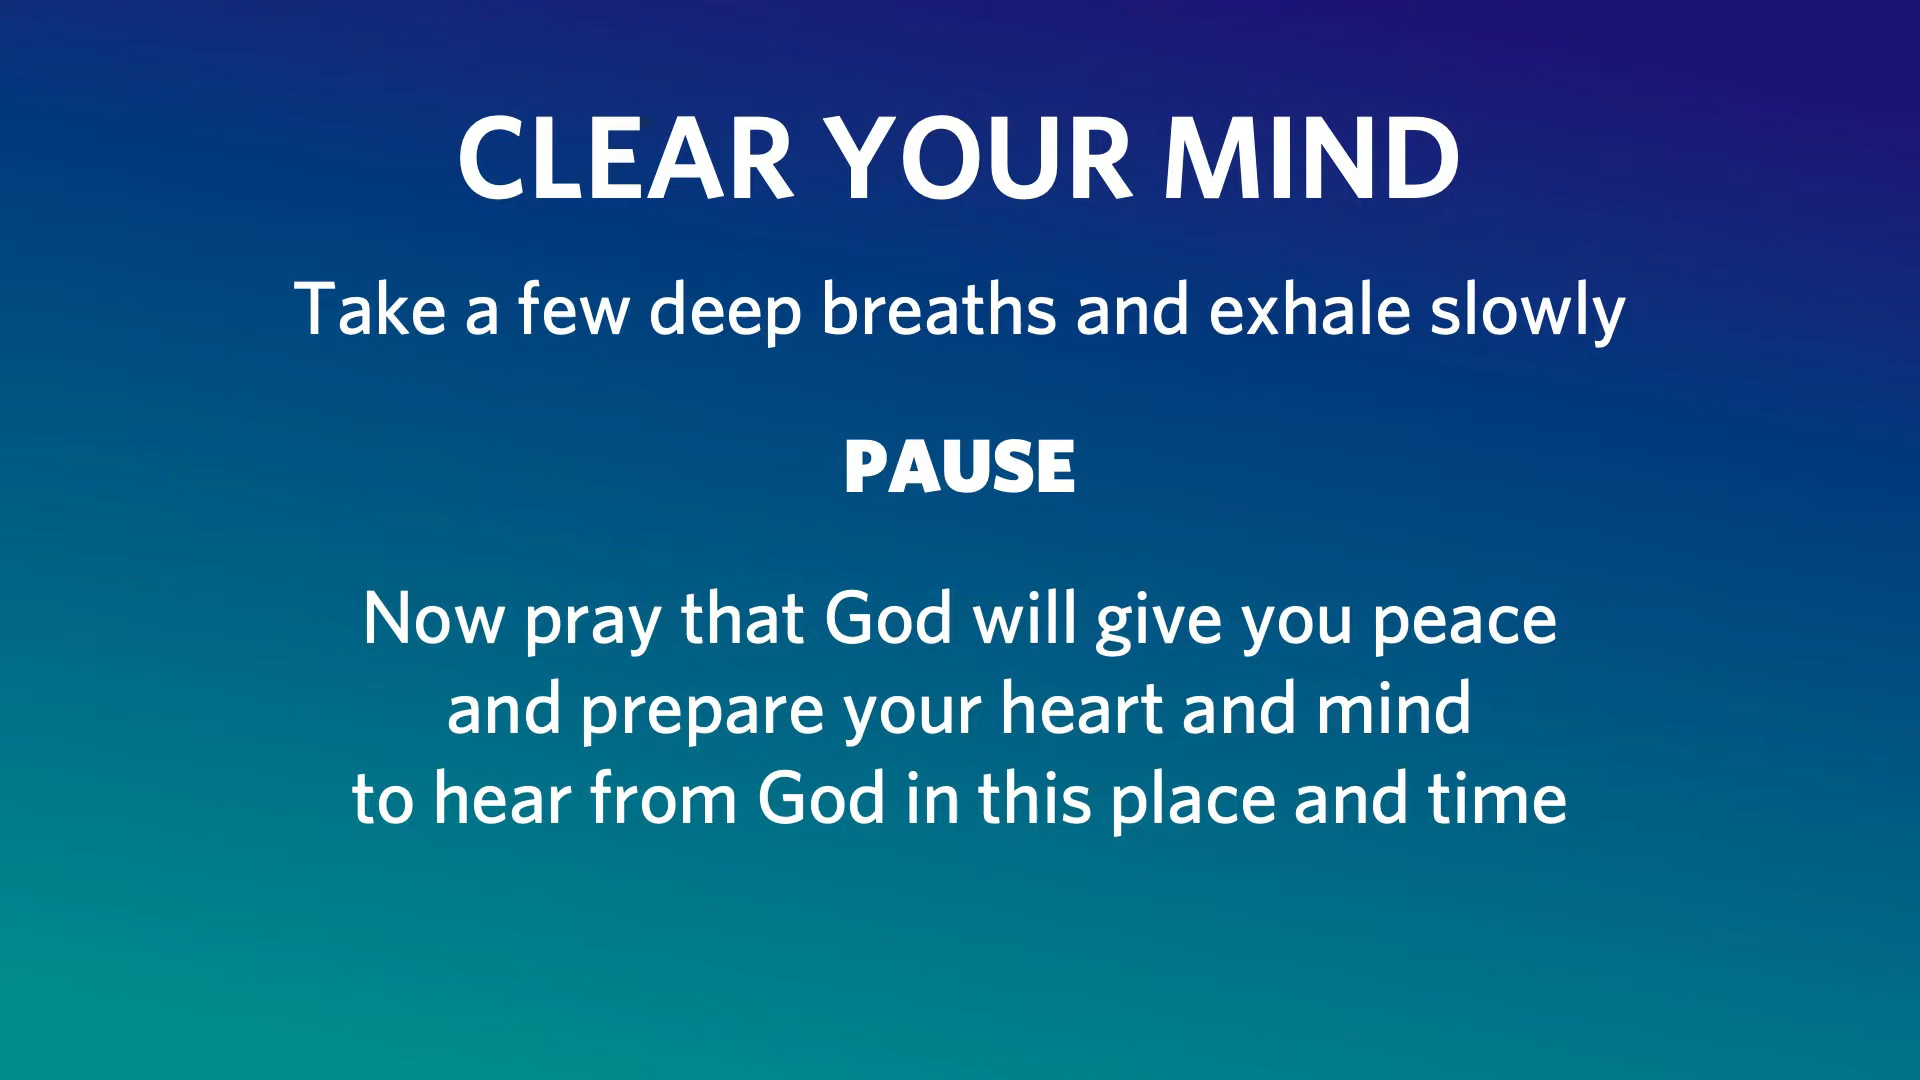 CLEAR YOUR MIND
Take a few deep breaths and exhale slowly
PAUSE
Now pray that God will give you peace
and prepare your heart and mind
to hear from God in this place and time